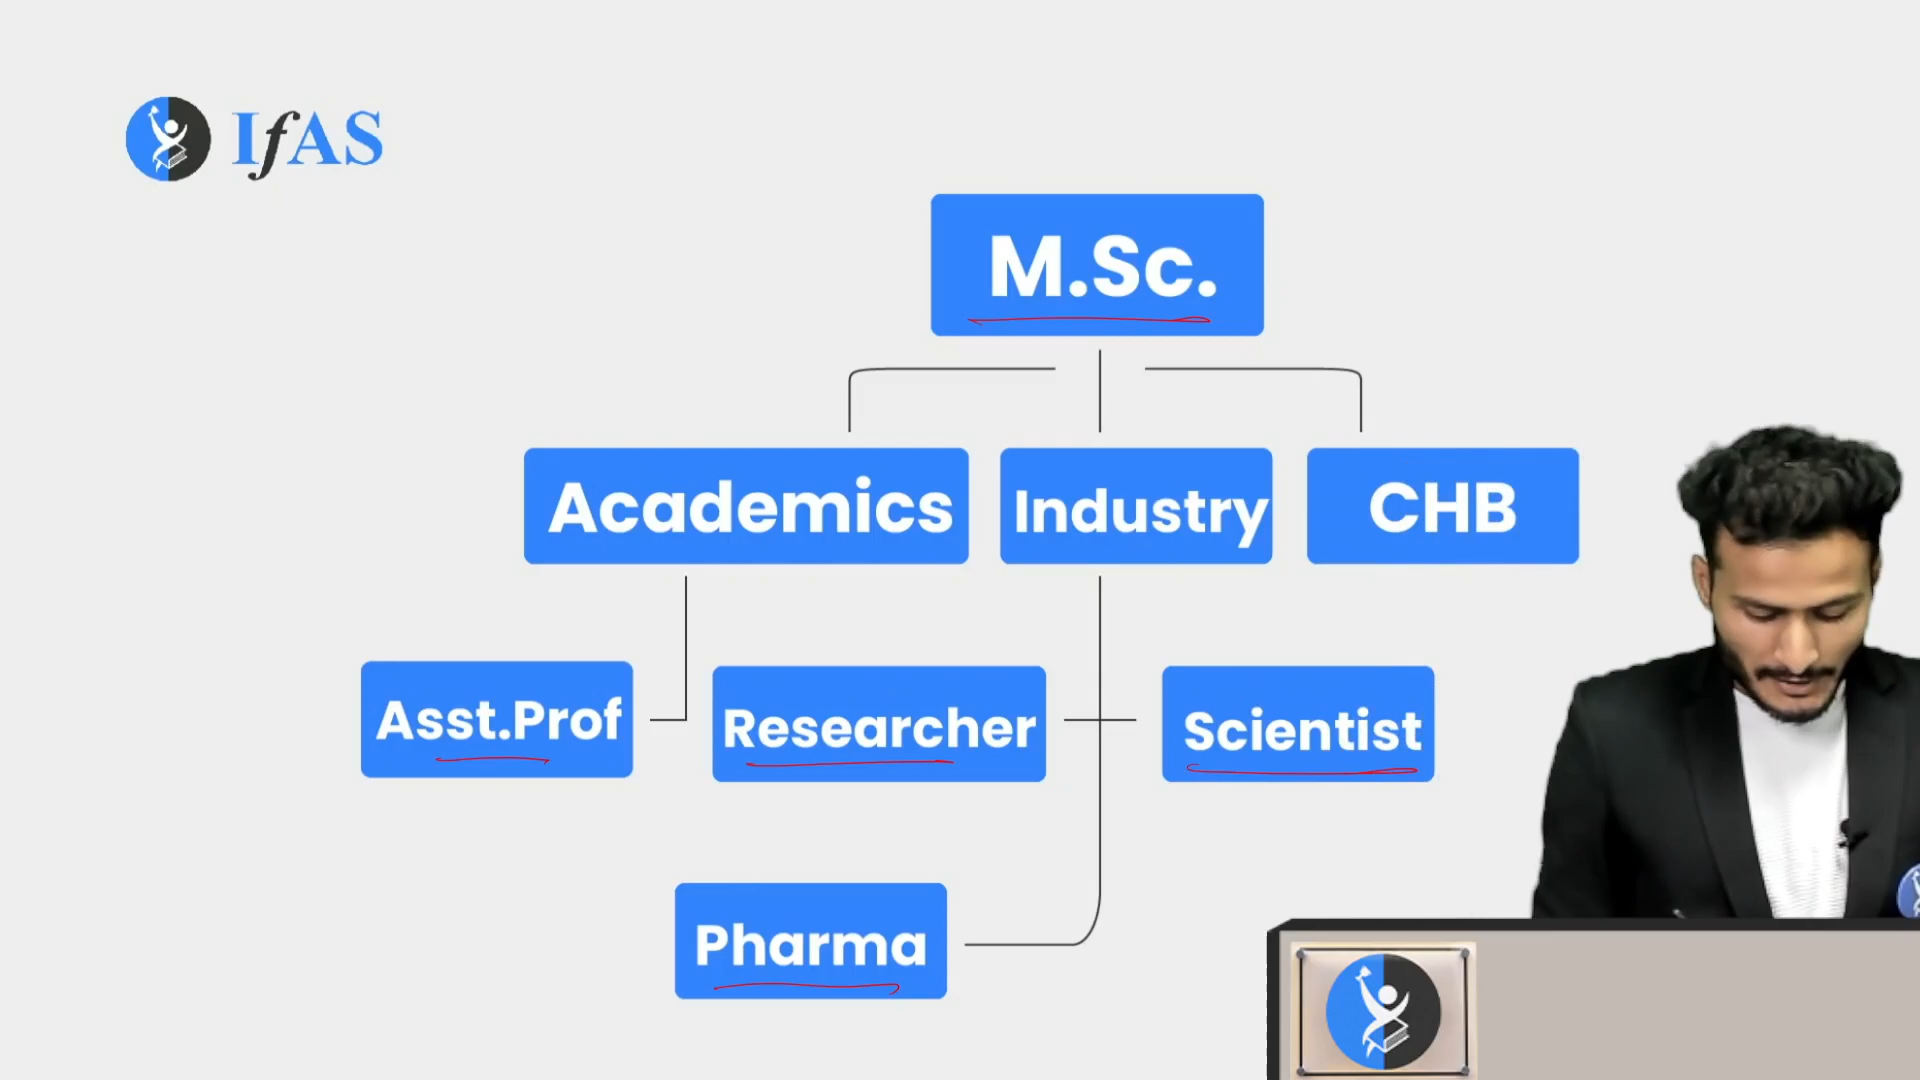 IfAS
M.Sc.
Academics
Industry
CHB
Asst.Prof
Researcher
Scientist
Pharma